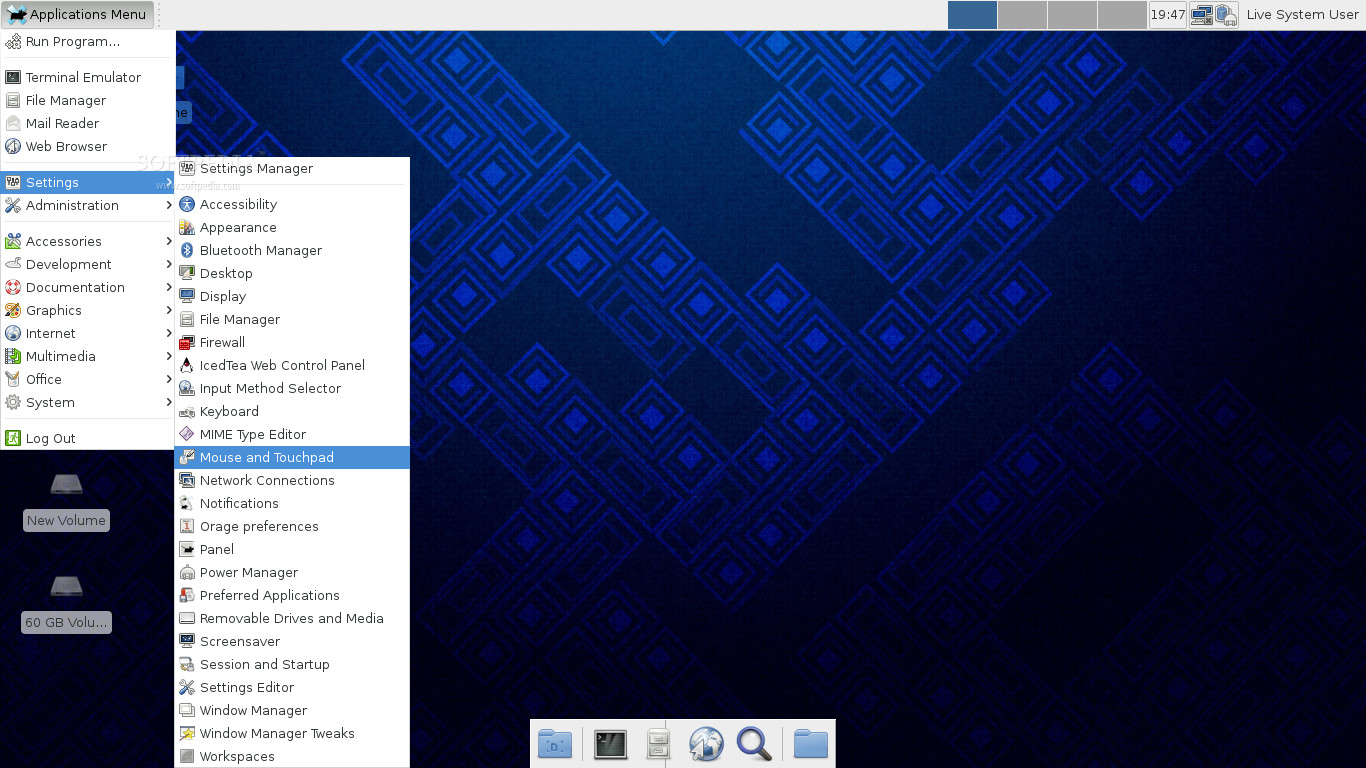 Applications Menu
19:47
Live System User
Run Program...
Terminal Emulator
File Manager
Mail Reader
Web Browser
Settings
Administration
Accessories
Development
Documentation
Graphics
Internet
Multimedia
Office
System
Log Out
SOFTPEDIA
www.softpedia.com
Settings Manager
Accessibility
Appearance
Bluetooth Manager
Desktop
Display
File Manager
Firewall
IcedTea Web Control Panel
Input Method Selector
Keyboard
MIME Type Editor
Mouse and Touchpad
Network Connections
Notifications
Orage preferences
Panel
Power Manager
Preferred Applications
Removable Drives and Media
Screensaver
Session and Startup
Settings Editor
Window Manager
Window Manager Tweaks
Workspaces
New Volume
60 GB Volu...